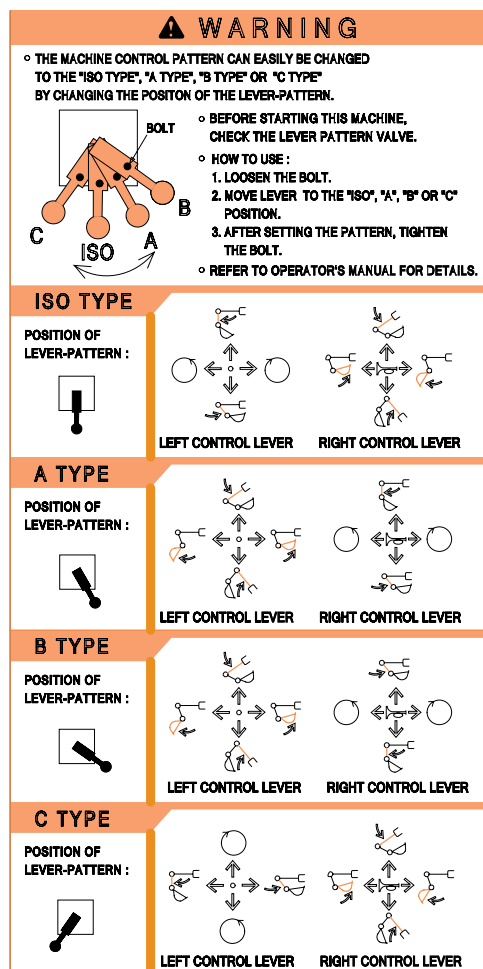 WARNING
THE MACHINE CONTROL PATTERN CAN EASILY BE CHANGED
TO THE "ISO TYPE", "A TYPE", "B TYPE" OR "C TYPE"
BY CHANGING THE POSITON OF THE LEVER-PATTERN.
BOLT
B
A
ISO
C
BEFORE STARTING THIS MACHINE,
CHECK THE LEVER PATTERN VALVE.
HOW TO USE :
1. LOOSEN THE BOLT.
2. MOVE LEVER TO THE "ISO", "A", "B" OR "C"
POSITION.
3. AFTER SETTING THE PATTERN, TIGHTEN
THE BOLT.
REFER TO OPERATOR'S MANUAL FOR DETAILS.
ISO TYPE
POSITION OF
LEVER-PATTERN :
LEFT CONTROL LEVER
RIGHT CONTROL LEVER
A TYPE
POSITION OF
LEVER-PATTERN :
LEFT CONTROL LEVER
RIGHT CONTROL LEVER
B TYPE
POSITION OF
LEVER-PATTERN :
LEFT CONTROL LEVER
RIGHT CONTROL LEVER
C TYPE
POSITION OF
LEVER-PATTERN :
LEFT CONTROL LEVER
RIGHT CONTROL LEVER